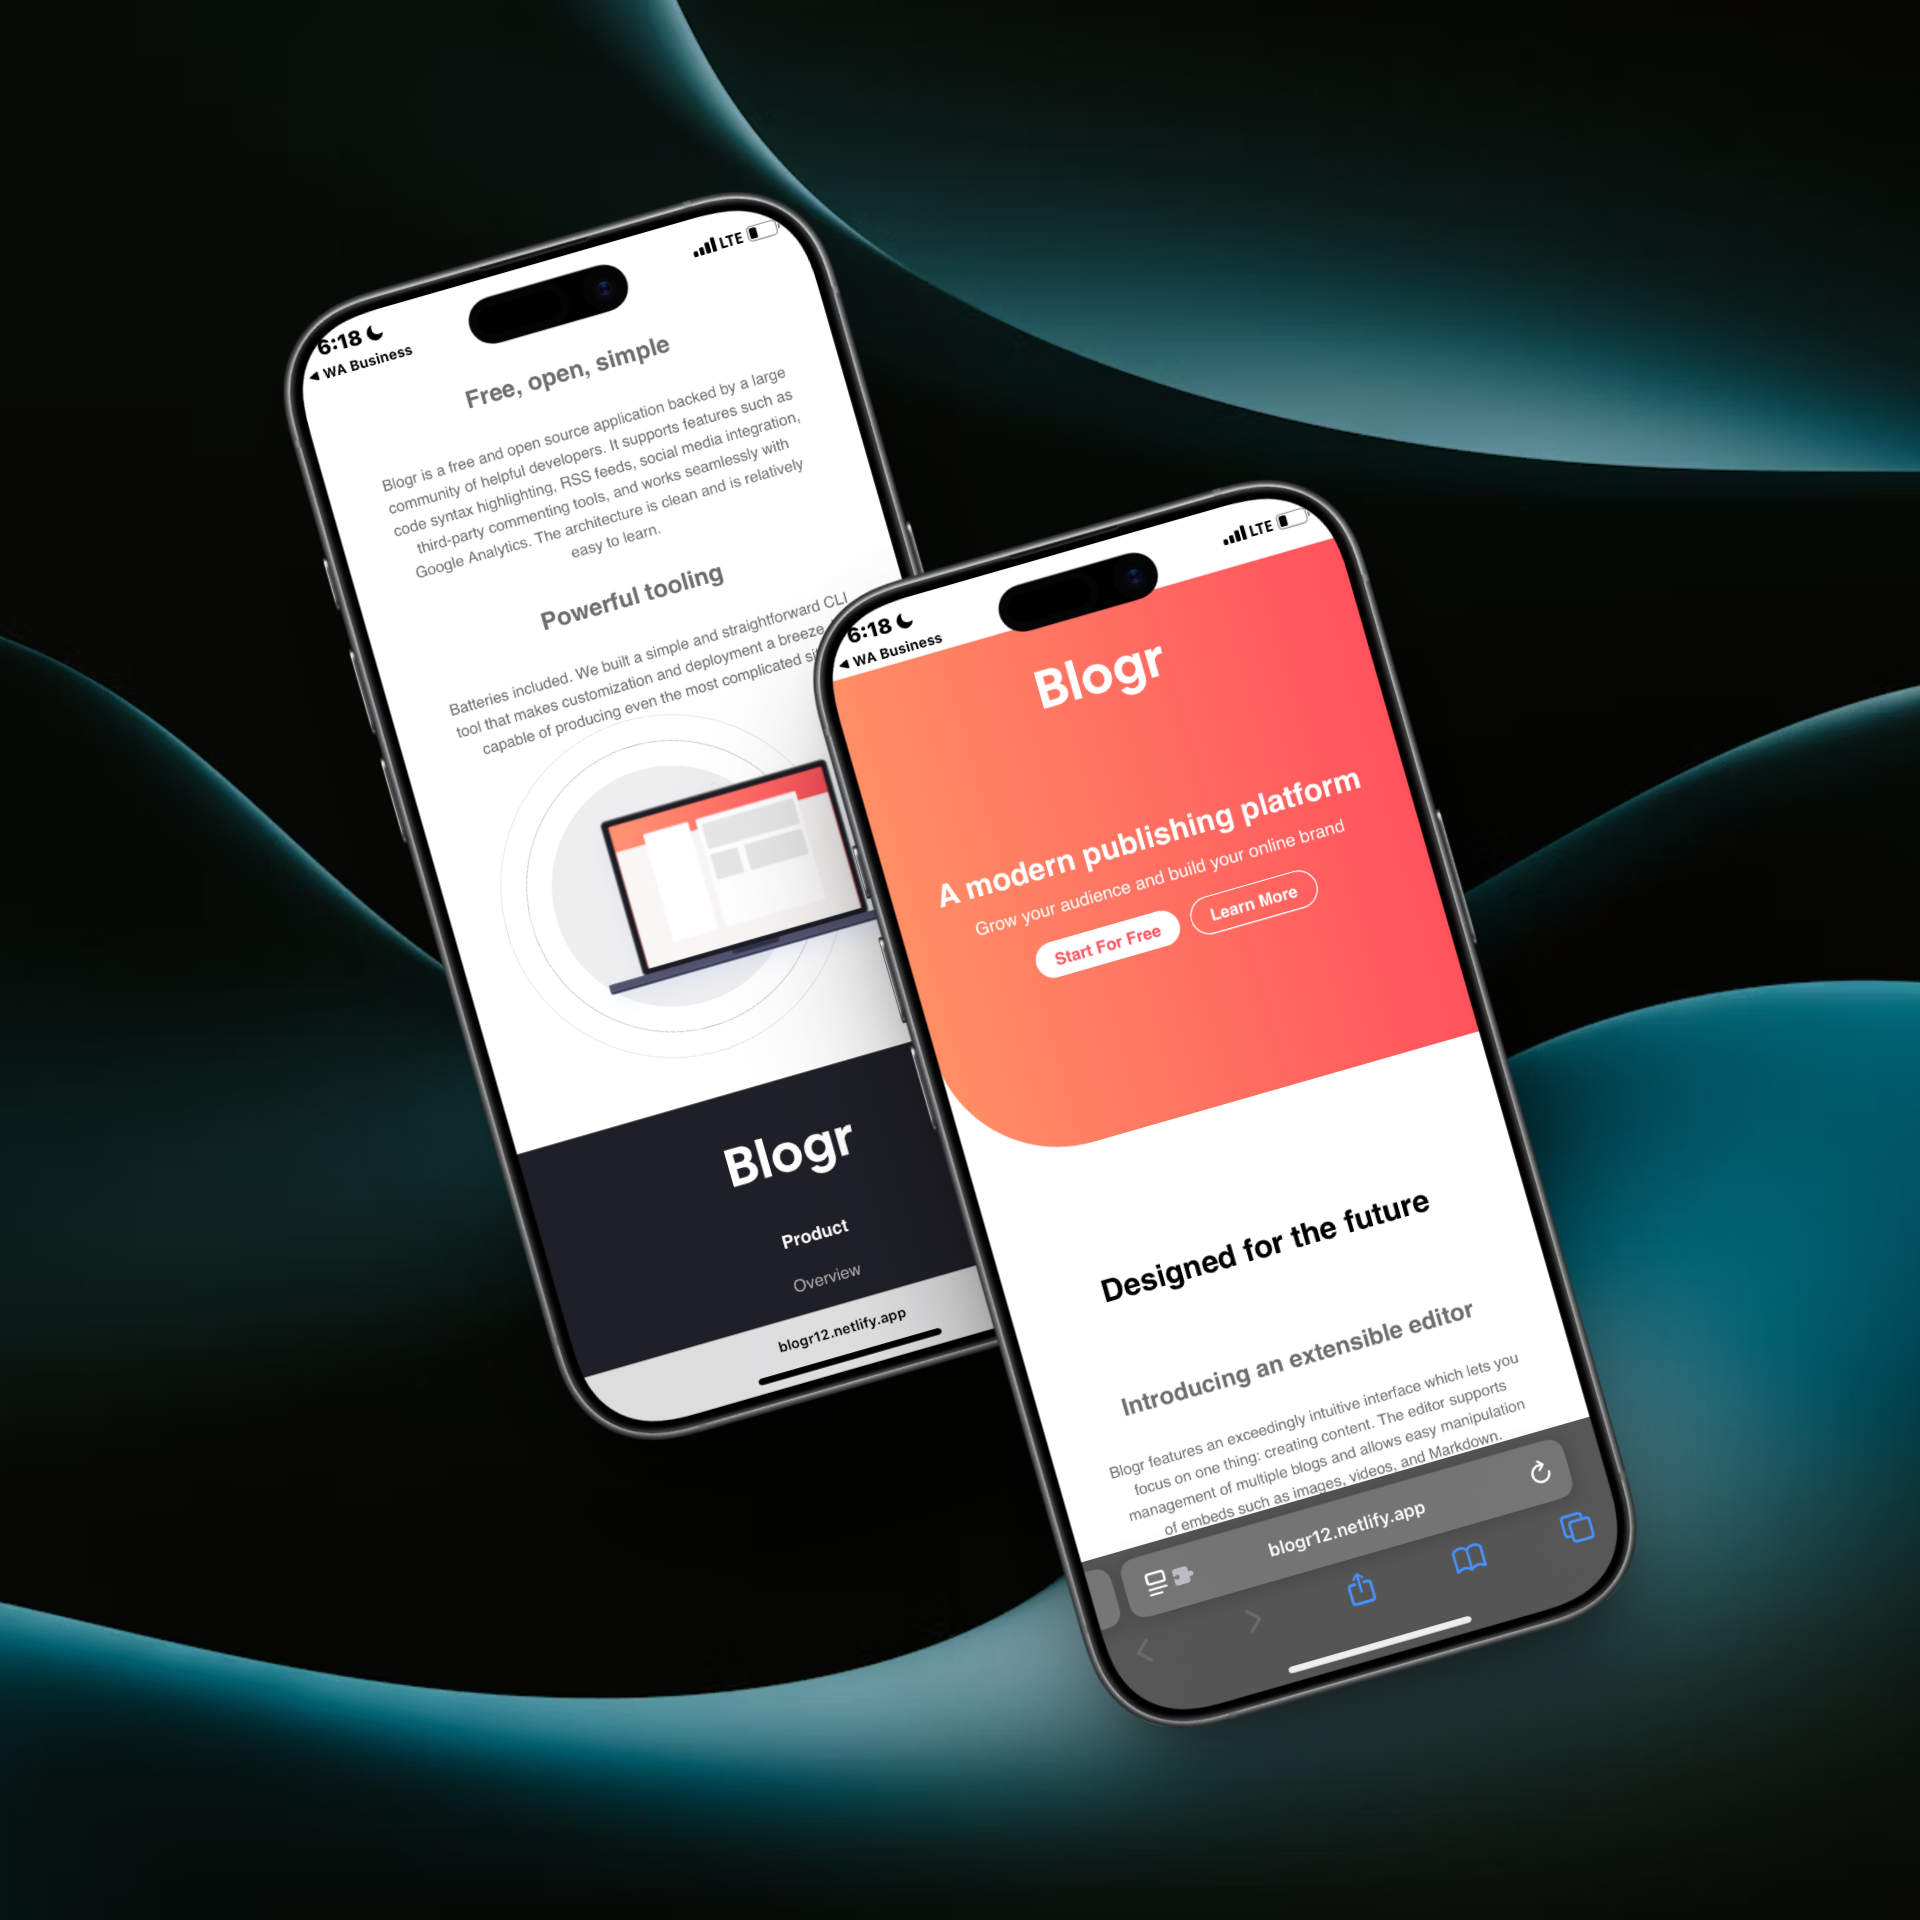 6:18
LTE
WA Business
Free, open, simple
Blogr is a free and open source application backed by a large
community of helpful developers. It supports features such as
code syntax highlighting, RSS feeds, social media integration,
third-party commenting tools, and works seamlessly with
Google Analytics. The architecture is clean and is relatively
easy to learn.
Powerful tooling
Batteries included. We built a simple and straightforward CLI
tool that makes customization and deployment a breeze
capable of producing even the most complicated
Blogr
Product
Overview
blogr12.netlify.app
6:18
LTE
WA Business
Blogr
A modern publishing platform
Grow your audience and build your online brand
Start For Free
Learn More
Designed for the future
Introducing an extensible editor
Blogr features an exceedingly intuitive interface which lets you
focus on one thing: creating content. The editor supports
management of multiple blogs and allows easy manipulation
of embeds such as images, videos, and Markdown.
blogr12.netlify.app